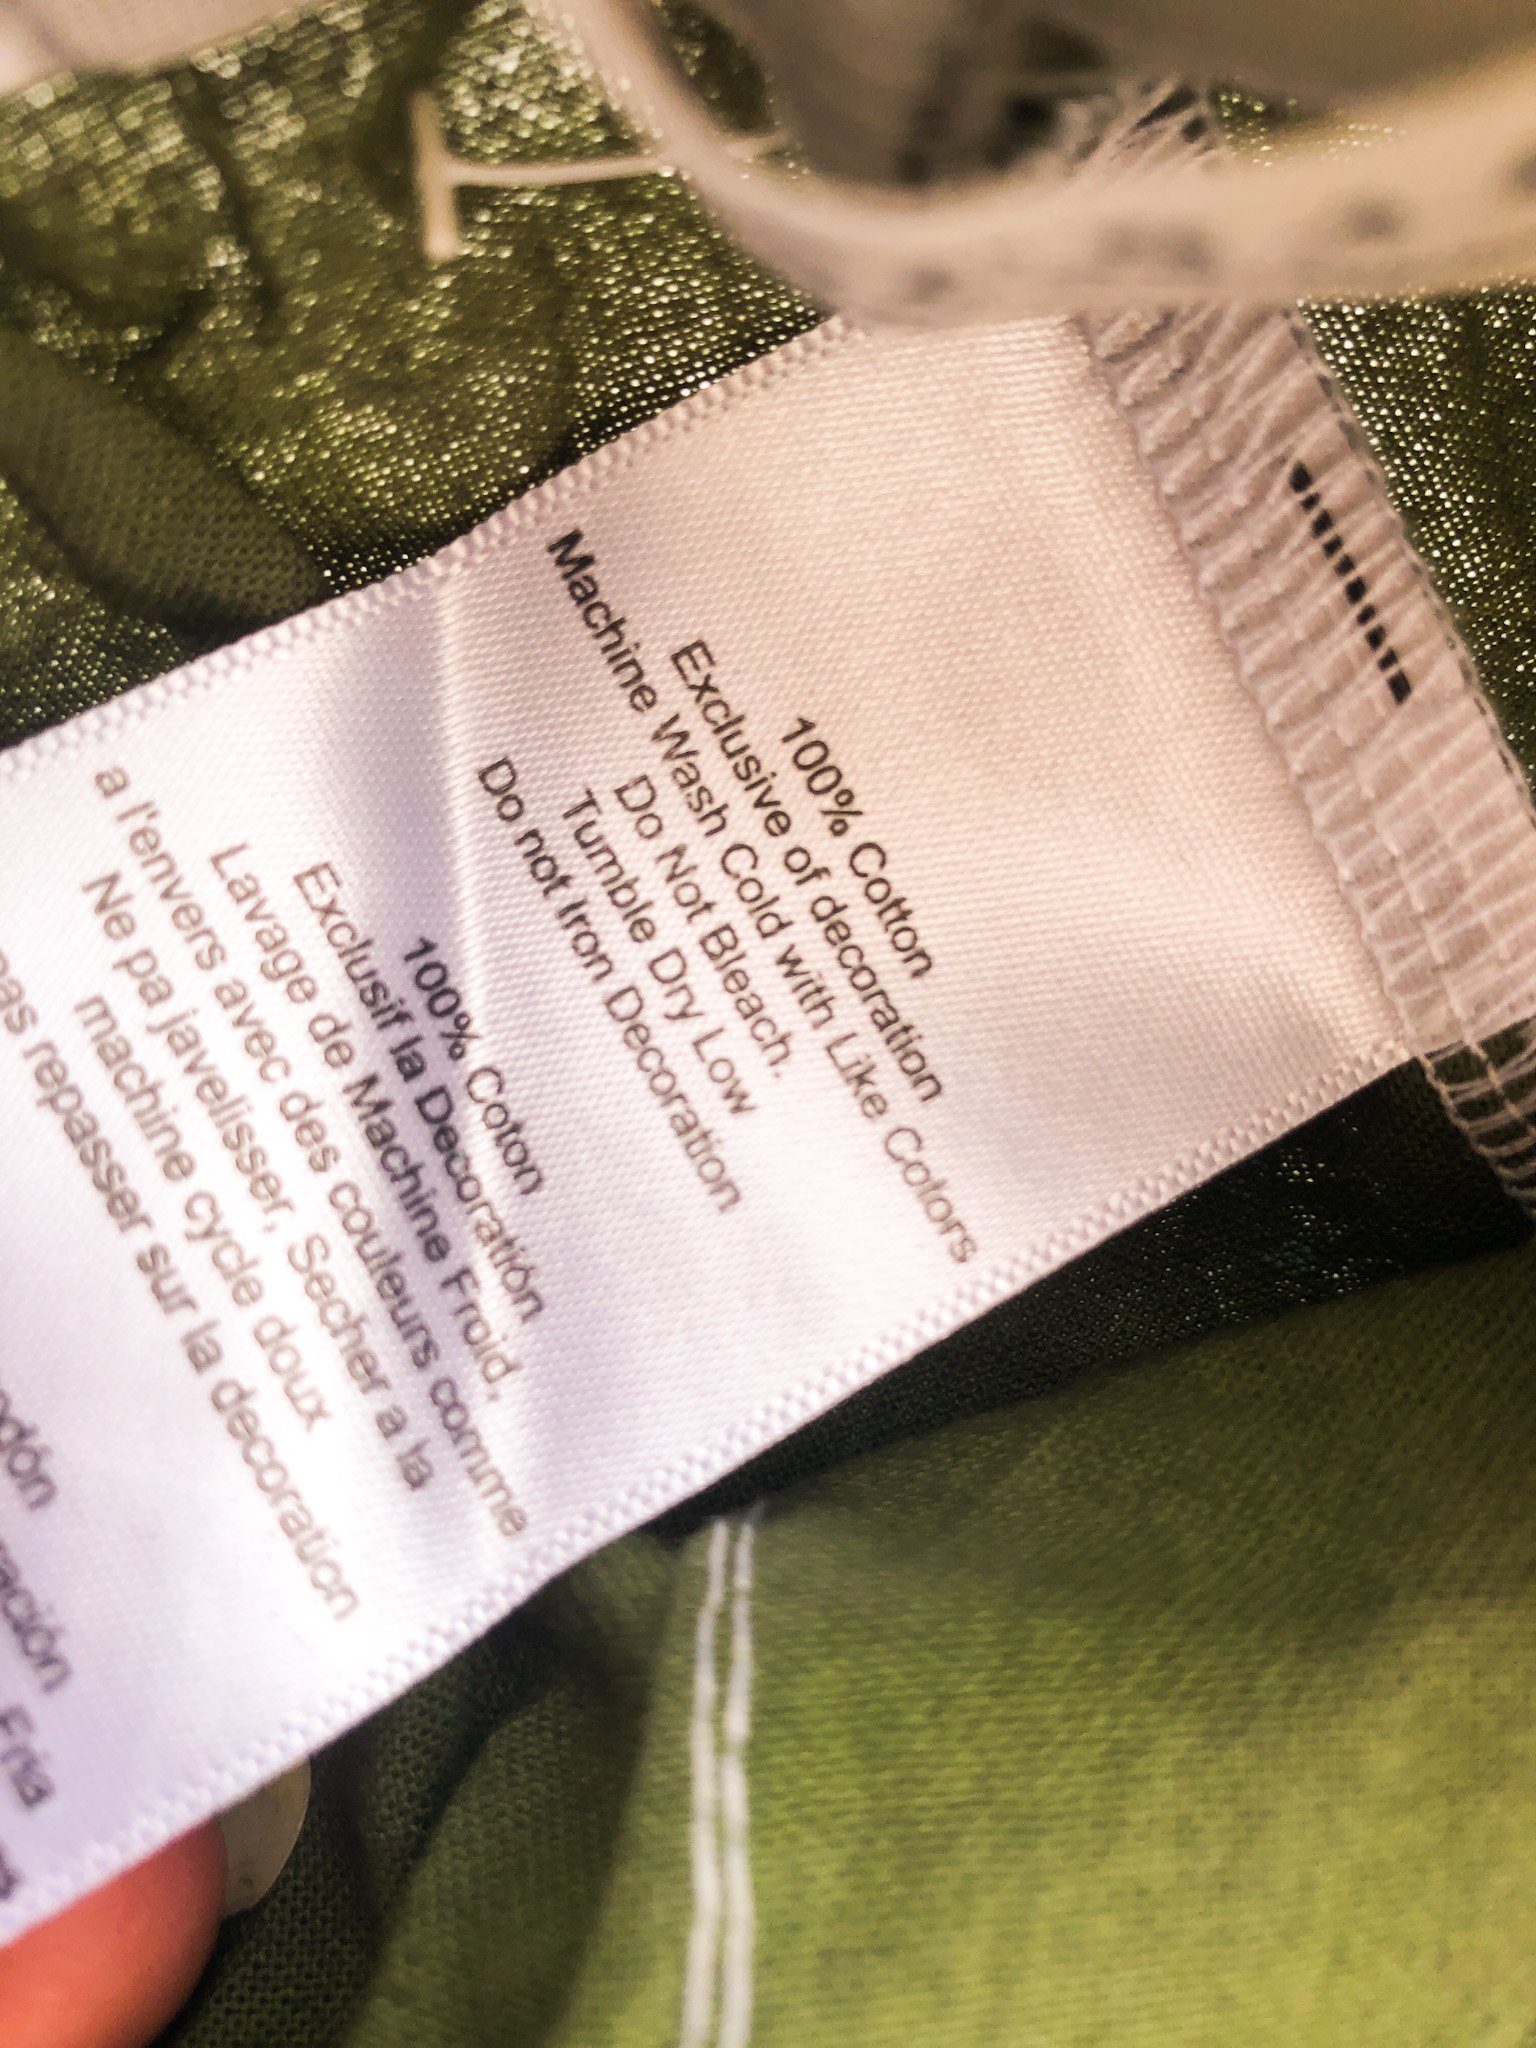 100% Cotton
Exclusive of decoration
Machine Wash Cold with Like Colors
Do Not Bleach.
Tumble Dry Low
Do not Iron Decoration
100% Coton
Exclusif la Decoratión
Lavage de Machine Froid,
a l'envers avec des couleurs comme
Ne pa javelisser, Secher a la
machine cycle doux
pas repasser sur la decoration
Fria